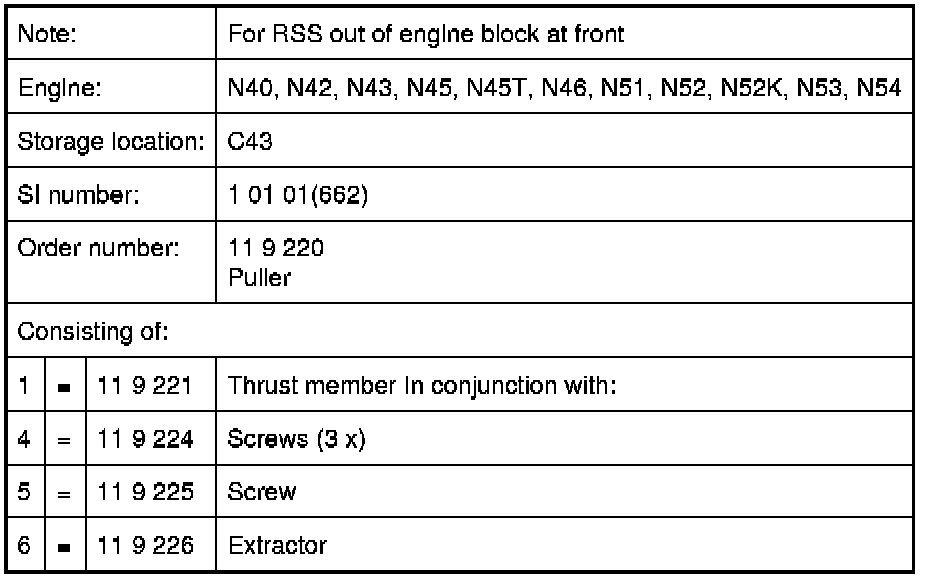 Note: For RSS out of engine block at front
Engine: N40, N42, N43, N45, N45T, N46, N51, N52, N52K, N53, N54
Storage location: C43
SI number: 1 01 01(662)
Order number: 11 9 220
Puller
Consisting of:
1 = 11 9 221 Thrust member in conjunction with:
4 = 11 9 224 Screws (3 x)
5 = 11 9 225 Screw
6 = 11 9 226 Extractor